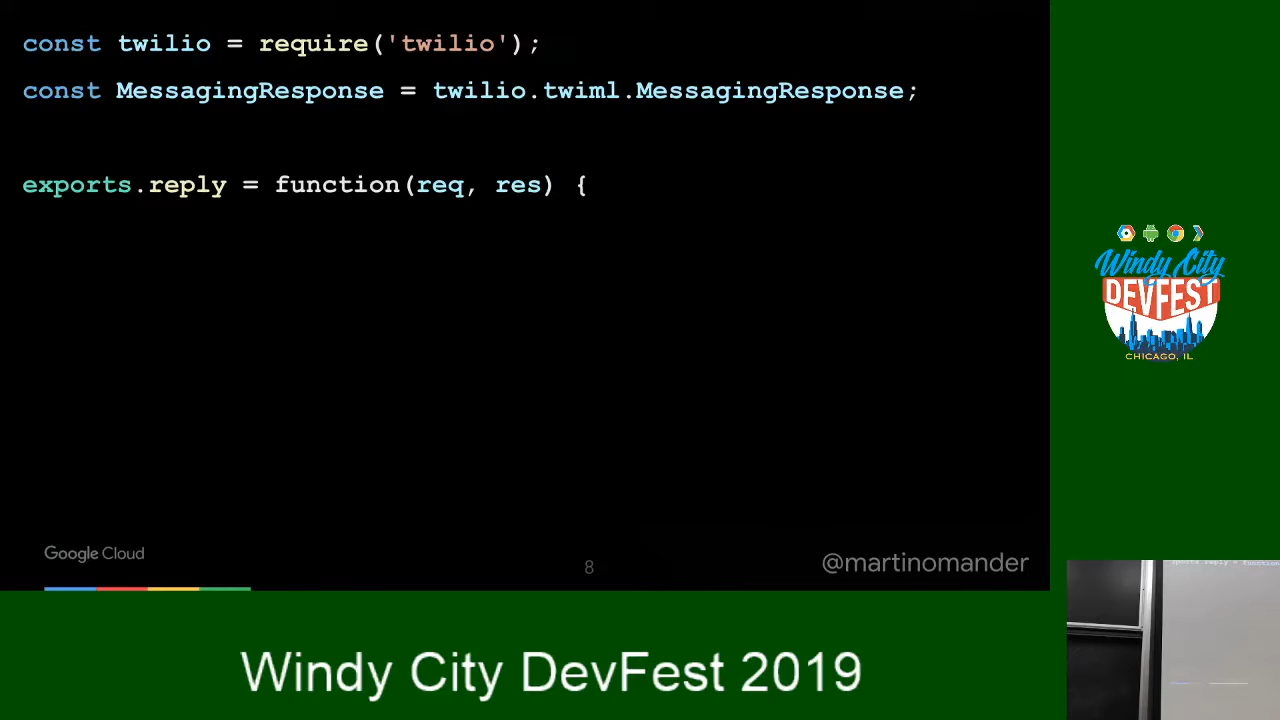 const twilio = require('twilio');
const MessagingResponse = twilio.twiml.MessagingResponse;
exports.reply = function(req, res) {
Windy City
DEVFEST
CHICAGO, IL
Google Cloud
8
@martinomander
Windy City DevFest 2019